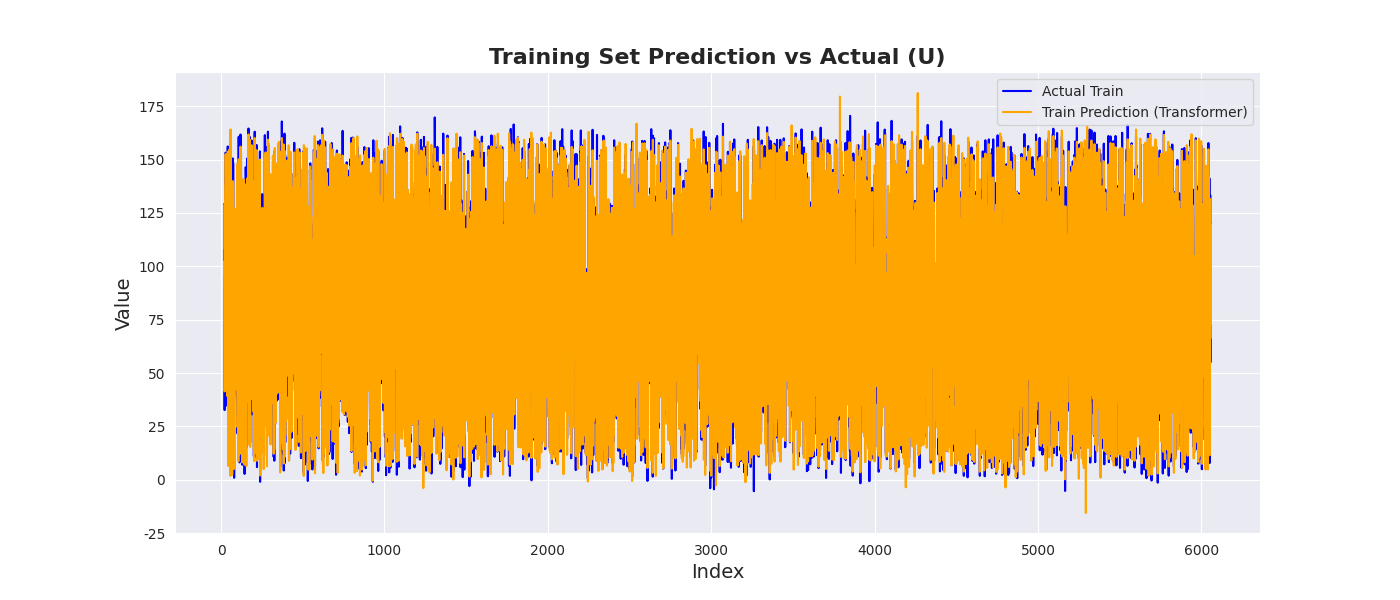 Training Set Prediction vs Actual (U)
Actual Train
Train Prediction (Transformer)
Value
175
150
125
100
75
50
25
0
-25
0 1000 2000 3000 4000 5000 6000
Index